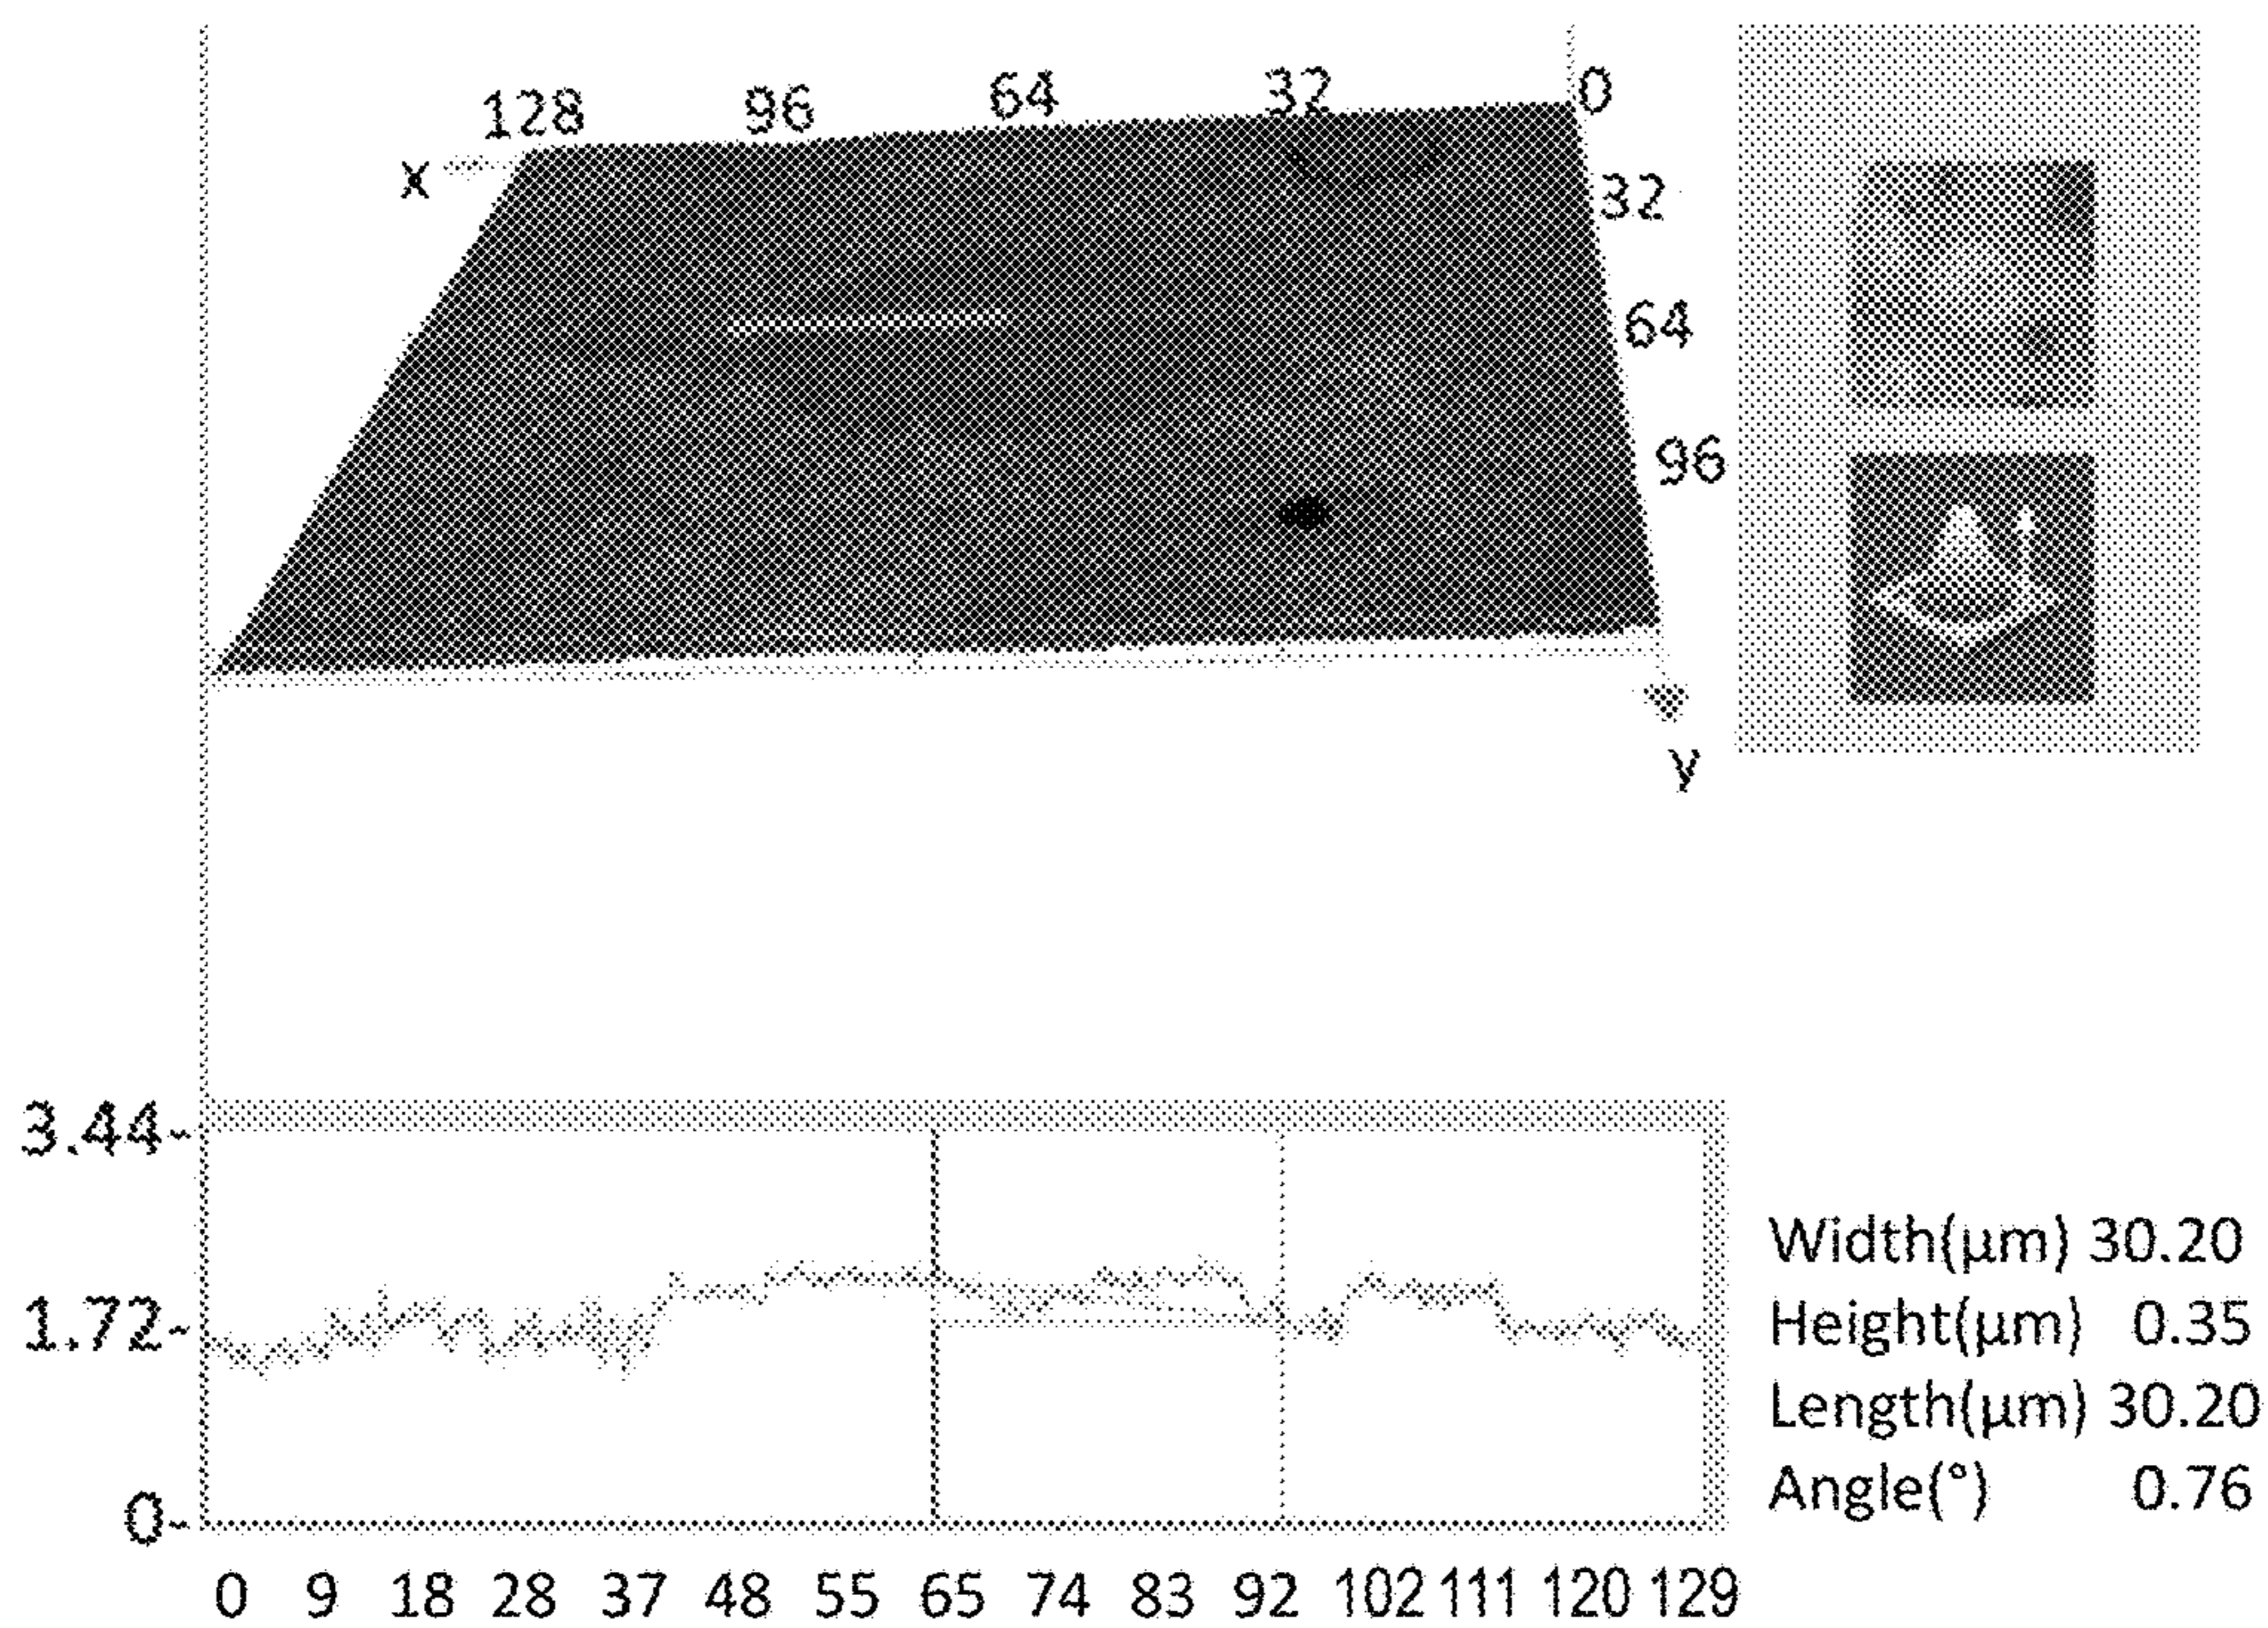 128 96 64 32 0
x
32
64
96
y
3.44
1.72
0
0 9 18 28 37 48 55 65 74 83 92 102 111 120 129
Width(μm) 30.20
Height(μm) 0.35
Length(μm) 30.20
Angle(°) 0.76